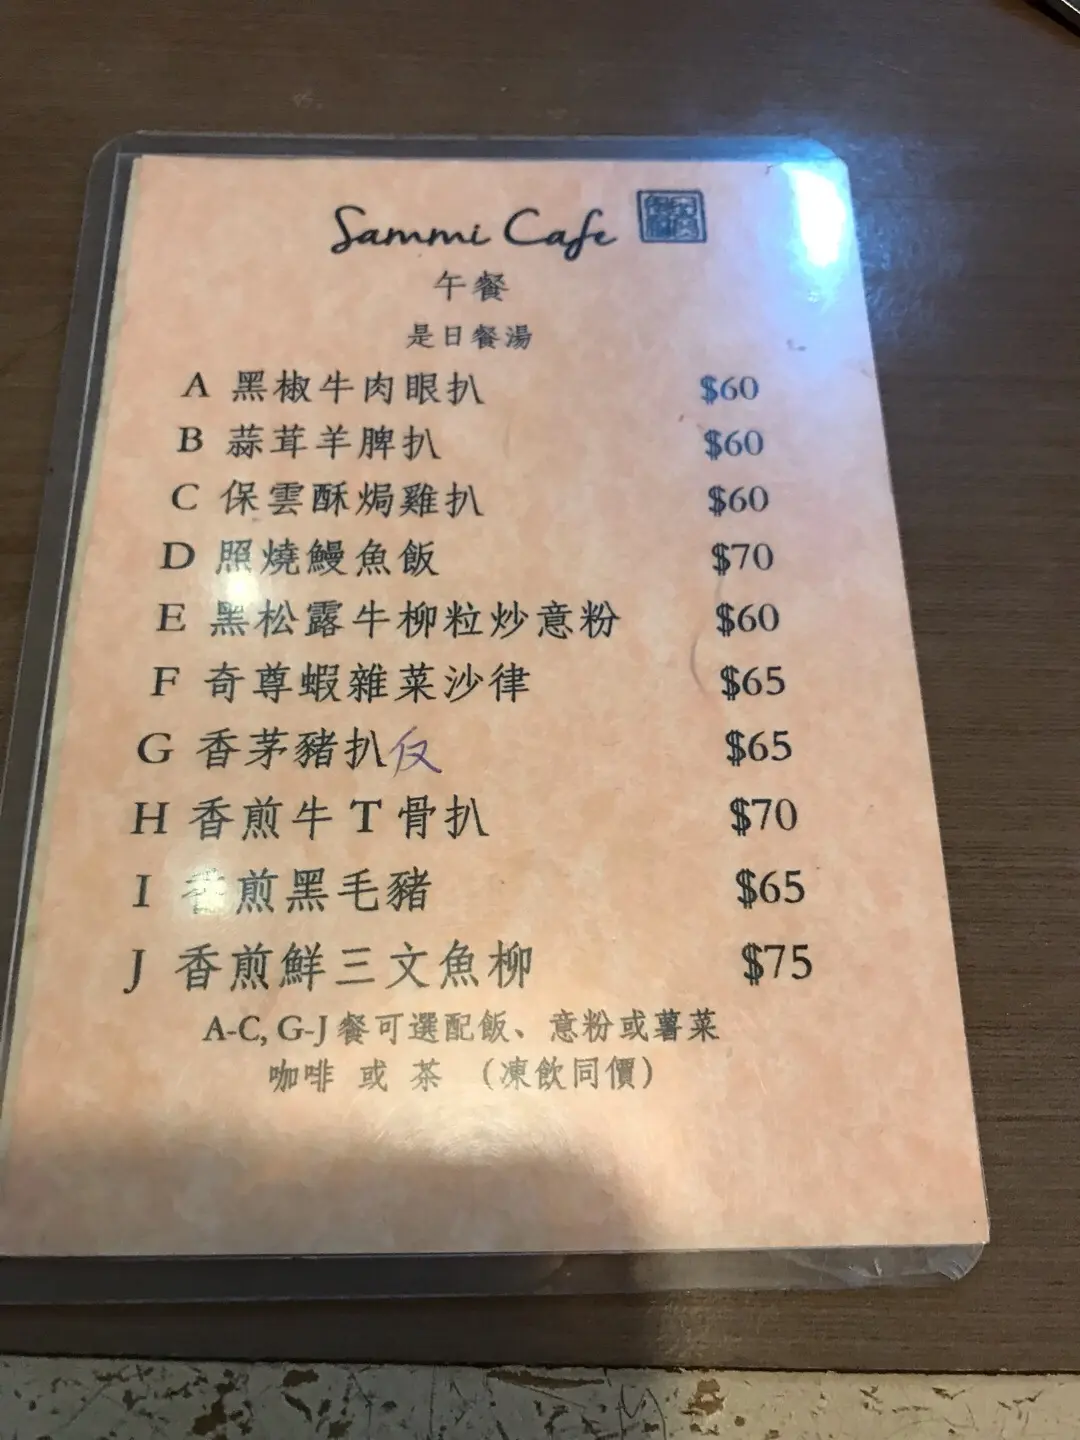 Sammi Cafe
午餐
是日餐湯
A 黑椒牛肉眼扒 $60
B 蒜茸羊脾扒 $60
C 保雲酥焗雞扒 $60
D 照燒鰻魚飯 $70
E 黑松露牛柳粒炒意粉 $60
F 奇尊蝦雜菜沙律 $65
G 香茅豬扒 $65
H 香煎牛T骨扒 $70
I 香煎黑毛豬 $65
J 香煎鮮三文魚柳 $75
A-C, G-J 餐可選配飯、意粉或薯菜
咖啡 或 茶 （凍飲同價）